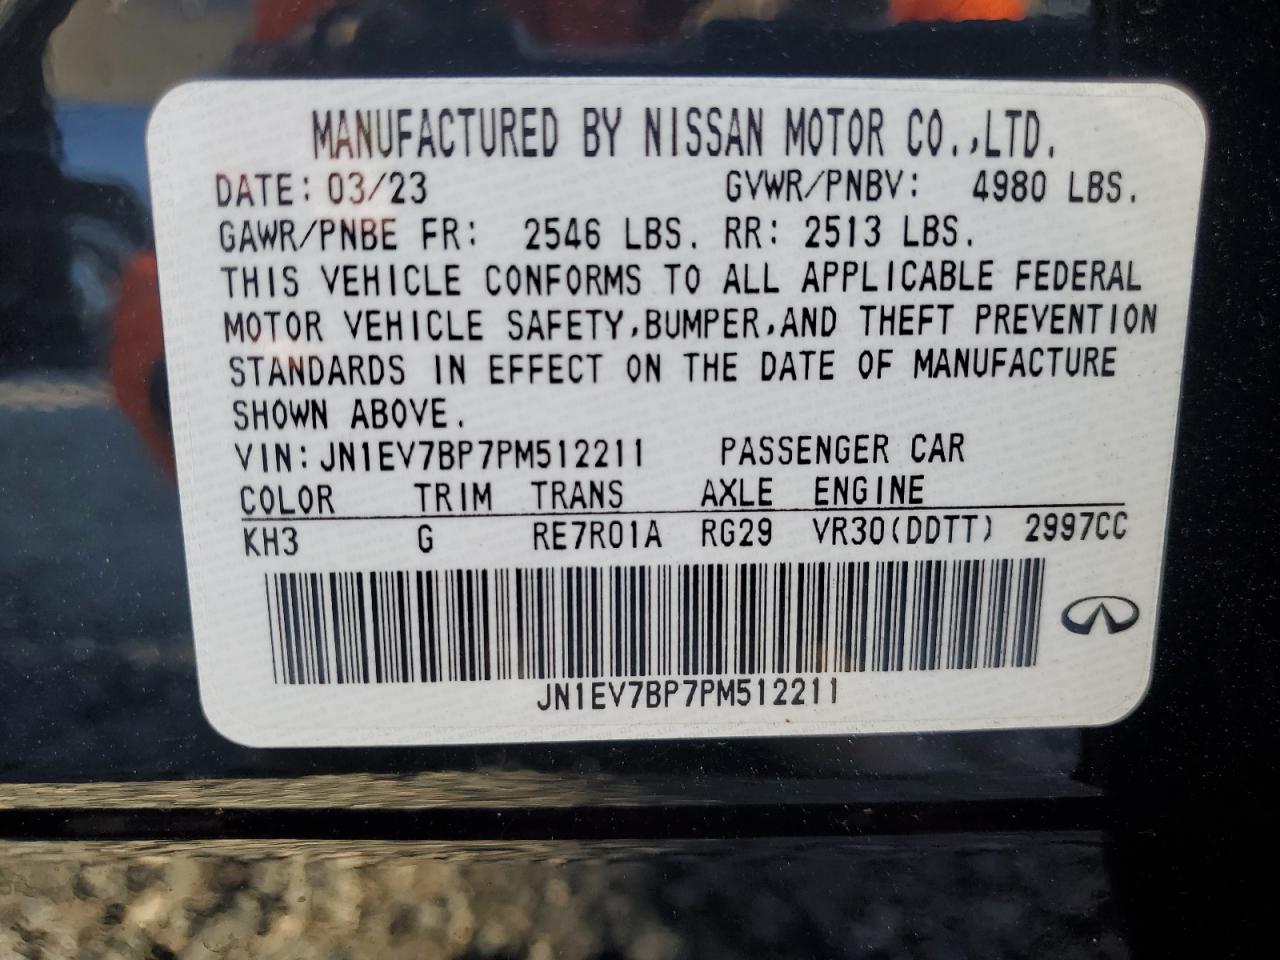 MANUFACTURED BY NISSAN MOTOR CO.,LTD.
DATE: 03/23 GVWR/PNBV: 4980 LBS.
GAWR/PNBE FR: 2546 LBS. RR: 2513 LBS.
THIS VEHICLE CONFORMS TO ALL APPLICABLE FEDERAL
MOTOR VEHICLE SAFETY,BUMPER,AND THEFT PREVENTION
STANDARDS IN EFFECT ON THE DATE OF MANUFACTURE
SHOWN ABOVE.
VIN: JN1EV7BP7PM512211 PASSENGER CAR
COLOR TRIM TRANS AXLE ENGINE
KH3 G RE7R01A RG29 VR30(DDTT) 2997CC
JN1EV7BP7PM512211